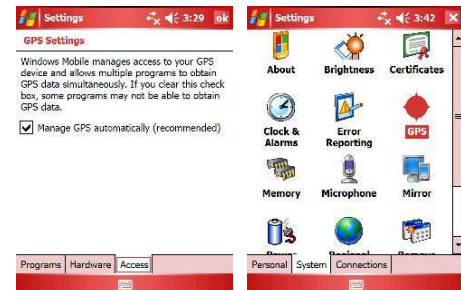 Settings 3:29 ok
GPS Settings
Windows Mobile manages access to your GPS
device and allows multiple programs to obtain
GPS data simultaneously. If you clear this check
box, some programs may not be able to obtain
GPS data.
Manage GPS automatically (recommended)
Programs Hardware Access
Settings 3:42
About Brightness Certificates
Clock &
Alarms
Error
Reporting
GPS
Memory Microphone Mirror
Power Regional Remove
Personal System Connections